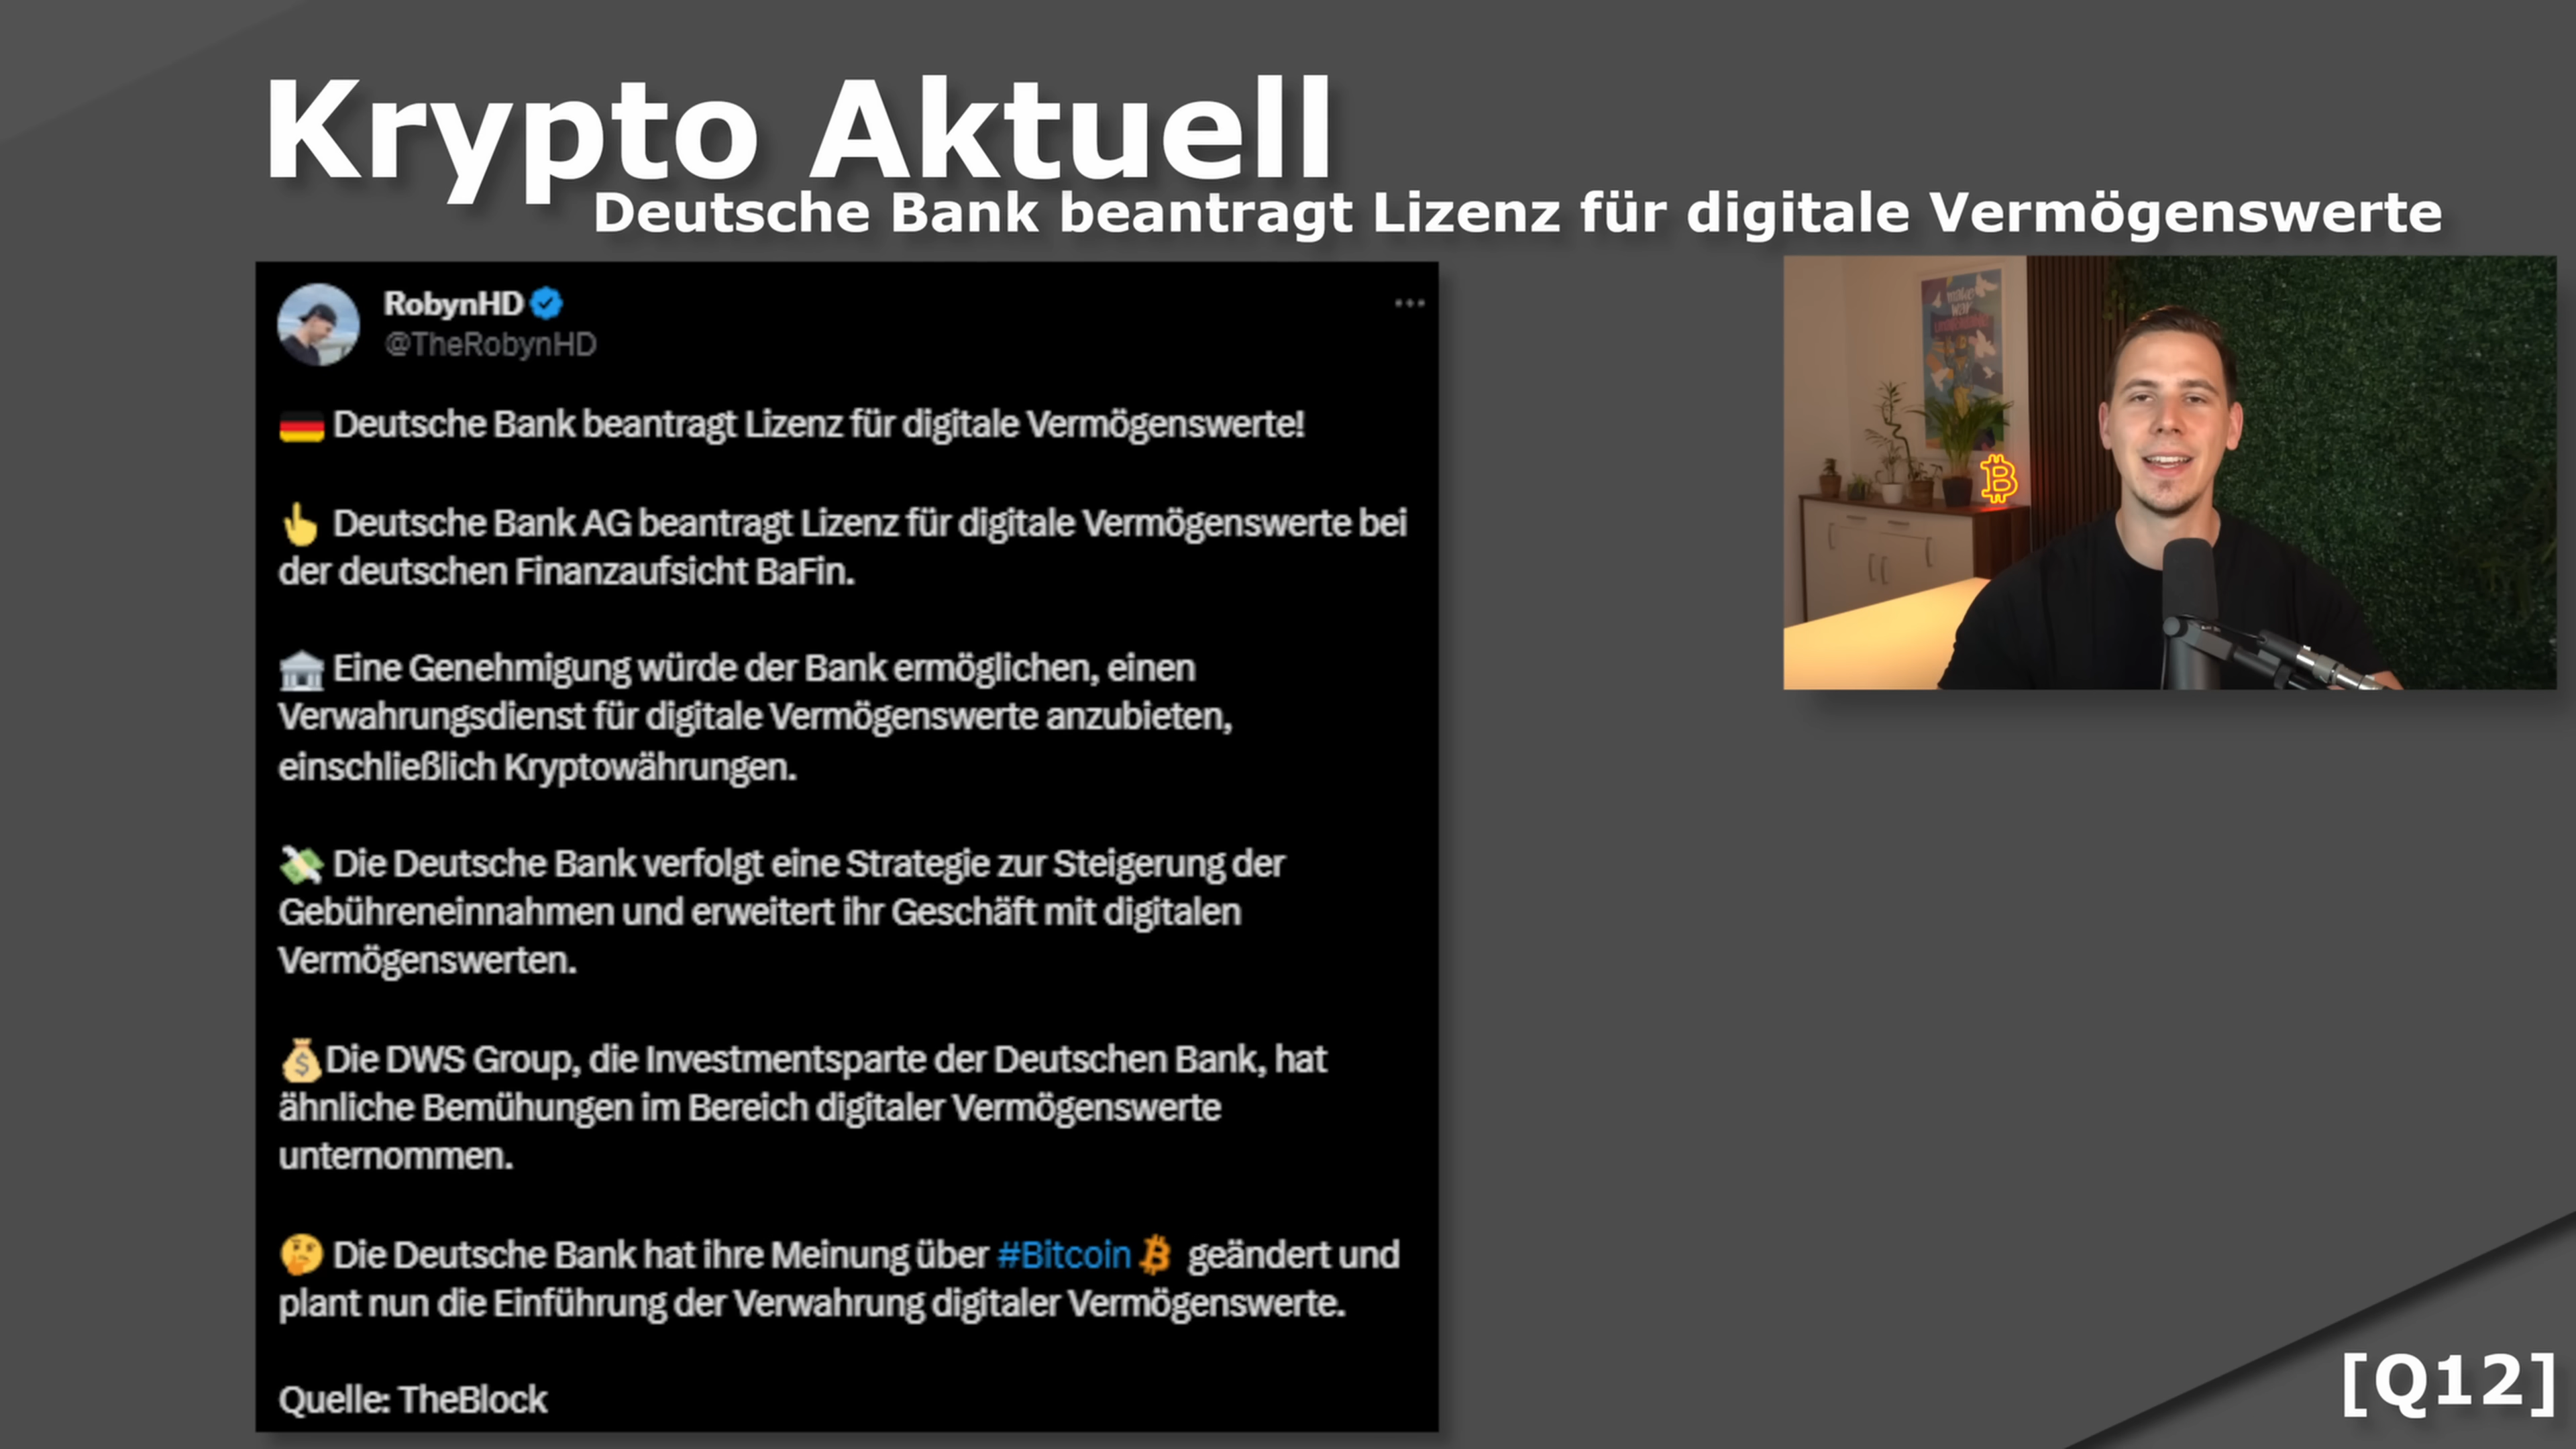 Krypto Aktuell
Deutsche Bank beantragt Lizenz für digitale Vermögenswerte
RobynHD
@TheRobynHD
Deutsche Bank beantragt Lizenz für digitale Vermögenswerte!
👆 Deutsche Bank AG beantragt Lizenz für digitale Vermögenswerte bei
der deutschen Finanzaufsicht BaFin.
🏛️ Eine Genehmigung würde der Bank ermöglichen, einen
Verwahrungsdienst für digitale Vermögenswerte anzubieten,
einschließlich Kryptowährungen.
💸 Die Deutsche Bank verfolgt eine Strategie zur Steigerung der
Gebühreneinnahmen und erweitert ihr Geschäft mit digitalen
Vermögenswerten.
💰Die DWS Group, die Investmentsparte der Deutschen Bank, hat
ähnliche Bemühungen im Bereich digitaler Vermögenswerte
unternommen.
🤔 Die Deutsche Bank hat ihre Meinung über #Bitcoin geändert und
plant nun die Einführung der Verwahrung digitaler Vermögenswerte.
Quelle: TheBlock
[Q12]